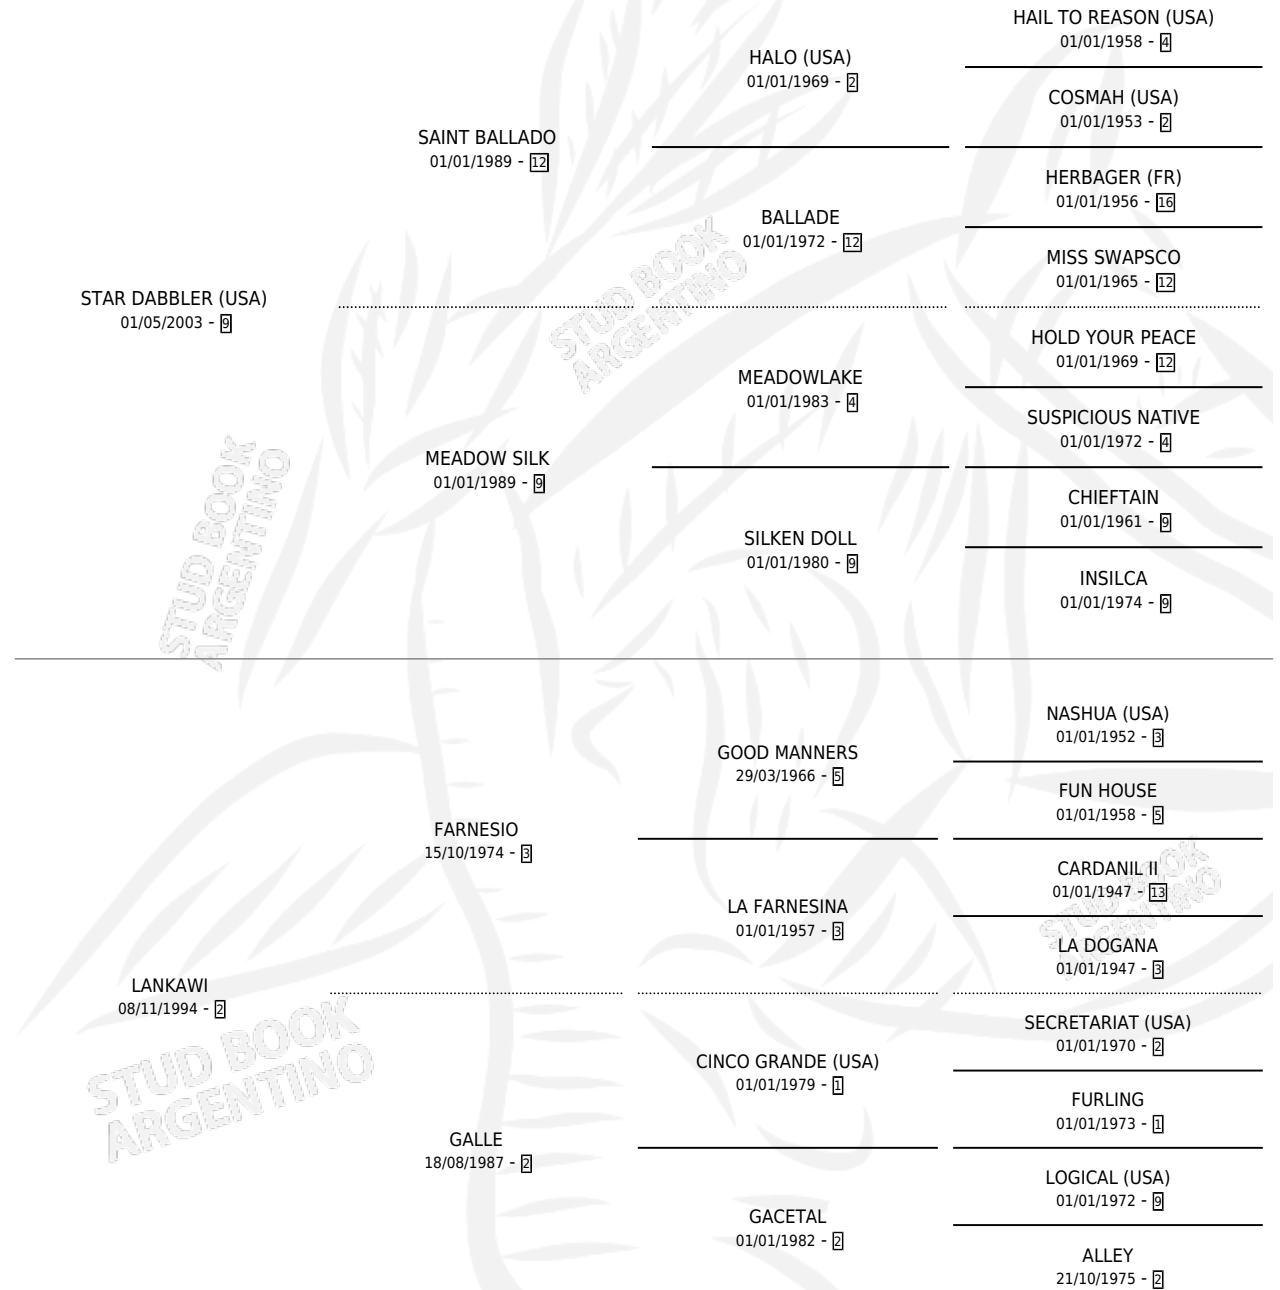 HAIL TO REASON (USA)
01/01/1958 - 4
HALO (USA)
01/01/1969 - 2
COSMAH (USA)
01/01/1953 - 2
SAINT BALLADO
01/01/1989 - 12
HERBAGER (FR)
01/01/1956 - 16
BALLADE
01/01/1972 - 12
MISS SWAPSCO
01/01/1965 - 12
STAR DABBLER (USA)
01/05/2003 - 9
STUD BOOK
ARGENTINO
HOLD YOUR PEACE
01/01/1969 - 12
MEADOWLAKE
01/01/1983 - 4
SUSPICIOUS NATIVE
01/01/1972 - 4
MEADOW SILK
01/01/1989 - 9
CHIEFTAIN
01/01/1961 - 9
SILKEN DOLL
01/01/1980 - 9
INSILCA
01/01/1974 - 9
STUD BOOK
ARGENTINO
NASHUA (USA)
01/01/1952 - 3
GOOD MANNERS
29/03/1966 - 5
FUN HOUSE
01/01/1958 - 5
FARNESIO
15/10/1974 - 3
CARDANIL II
01/01/1947 - 13
LA FARNESINA
01/01/1957 - 3
STUD BOOK
ARGENTINO
LA DOGANA
01/01/1947 - 3
LANKAWI
08/11/1994 - 2
SECRETARIAT (USA)
01/01/1970 - 2
CINCO GRANDE (USA)
01/01/1979 - 1
STUD BOOK
ARGENTINO
FURLING
01/01/1973 - 1
GALLE
18/08/1987 - 2
LOGICAL (USA)
01/01/1972 - 9
GACETAL
01/01/1982 - 2
ALLEY
21/10/1975 - 2